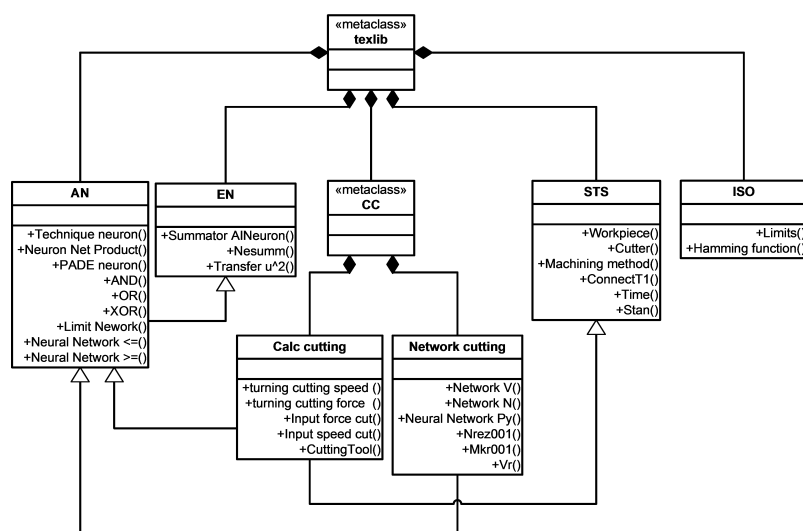 «metaclass»
texlib
AN
+Technique neuron()
+Neuron Net Product()
+PADE neuron()
+AND()
+OR()
+XOR()
+Limit Nework()
+Neural Network <=()
+Neural Network >=()
EN
+Summator AINeuron()
+Nesumm()
+Transfer u^2()
«metaclass»
CC
STS
+Workpiece()
+Cutter()
+Machining method()
+ConnectT1()
+Time()
+Stan()
ISO
+Limits()
+Hamming function()
Calc cutting
+turning cutting speed ()
+turning cutting force ()
+Input force cut()
+Input speed cut()
+CuttingTool()
Network cutting
+Network V()
+Network N()
+Neural Network Py()
+Nrez001()
+Mkr001()
+Vr()